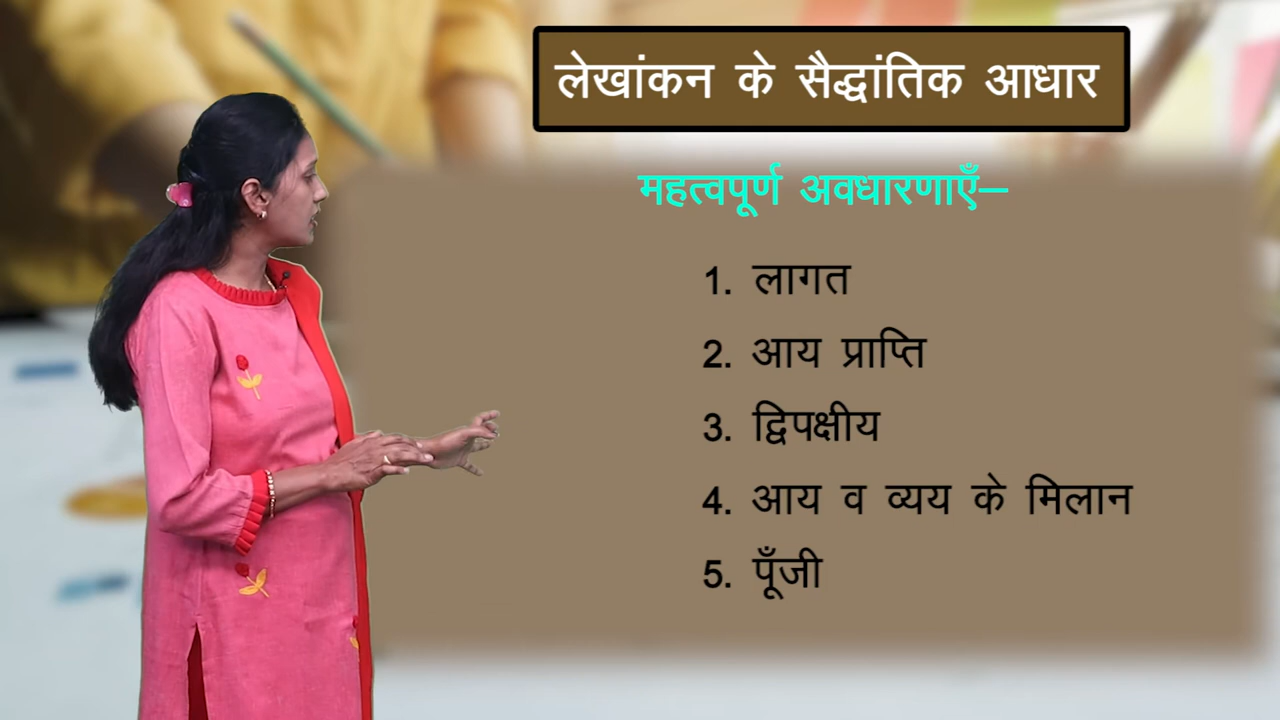 लेखांकन के सैद्धांतिक आधार
महत्वपूर्ण अवधारणाएँ–
1. लागत
2. आय प्राप्ति
3. द्विपक्षीय
4. आय व व्यय के मिलान
5. पूँजी